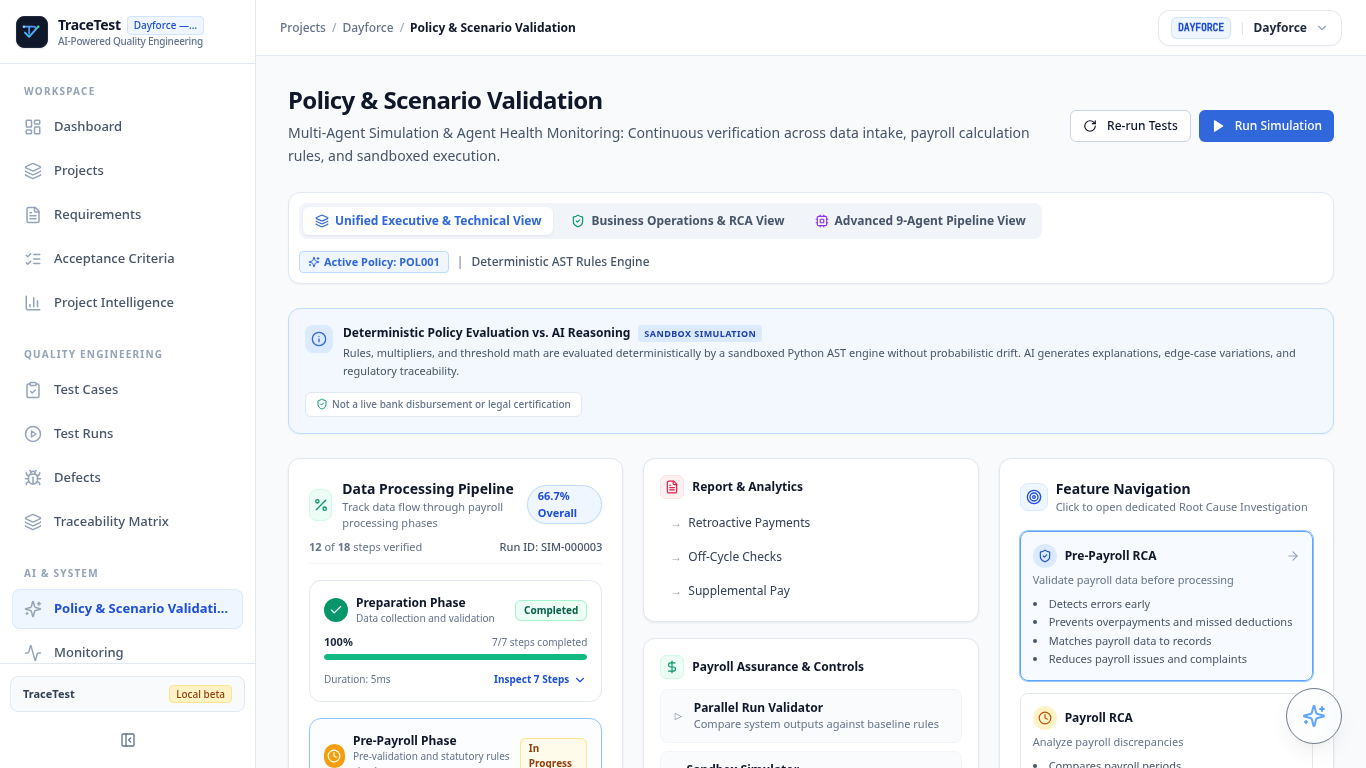 TraceTest Dayforce —...
AI-Powered Quality Engineering
WORKSPACE
Dashboard
Projects
Requirements
Acceptance Criteria
Project Intelligence
QUALITY ENGINEERING
Test Cases
Test Runs
Defects
Traceability Matrix
AI & SYSTEM
Policy & Scenario Validati...
Monitoring
TraceTest Local beta
Projects / Dayforce / Policy & Scenario Validation
DAYFORCE Dayforce
Policy & Scenario Validation
Multi-Agent Simulation & Agent Health Monitoring: Continuous verification across data intake, payroll calculation
rules, and sandboxed execution.
Re-run Tests
Run Simulation
Unified Executive & Technical View
Business Operations & RCA View
Advanced 9-Agent Pipeline View
Active Policy: POL001 | Deterministic AST Rules Engine
Deterministic Policy Evaluation vs. AI Reasoning SANDBOX SIMULATION
Rules, multipliers, and threshold math are evaluated deterministically by a sandboxed Python AST engine without probabilistic drift. AI generates explanations, edge-case variations, and
regulatory traceability.
Not a live bank disbursement or legal certification
Data Processing Pipeline
Track data flow through payroll
processing phases
66.7%
Overall
12 of 18 steps verified
Run ID: SIM-000003
Preparation Phase
Data collection and validation
Completed
100%
7/7 steps completed
Duration: 5ms
Inspect 7 Steps
Pre-Payroll Phase
Pre-validation and statutory rules
In
Progress
Report & Analytics
→ Retroactive Payments
→ Off-Cycle Checks
→ Supplemental Pay
Payroll Assurance & Controls
Parallel Run Validator
Compare system outputs against baseline rules
Sandbox Simulator
Feature Navigation
Click to open dedicated Root Cause Investigation
Pre-Payroll RCA
Validate payroll data before processing
• Detects errors early
• Prevents overpayments and missed deductions
• Matches payroll data to records
• Reduces payroll issues and complaints
Payroll RCA
Analyze payroll discrepancies
• Compares payroll periods